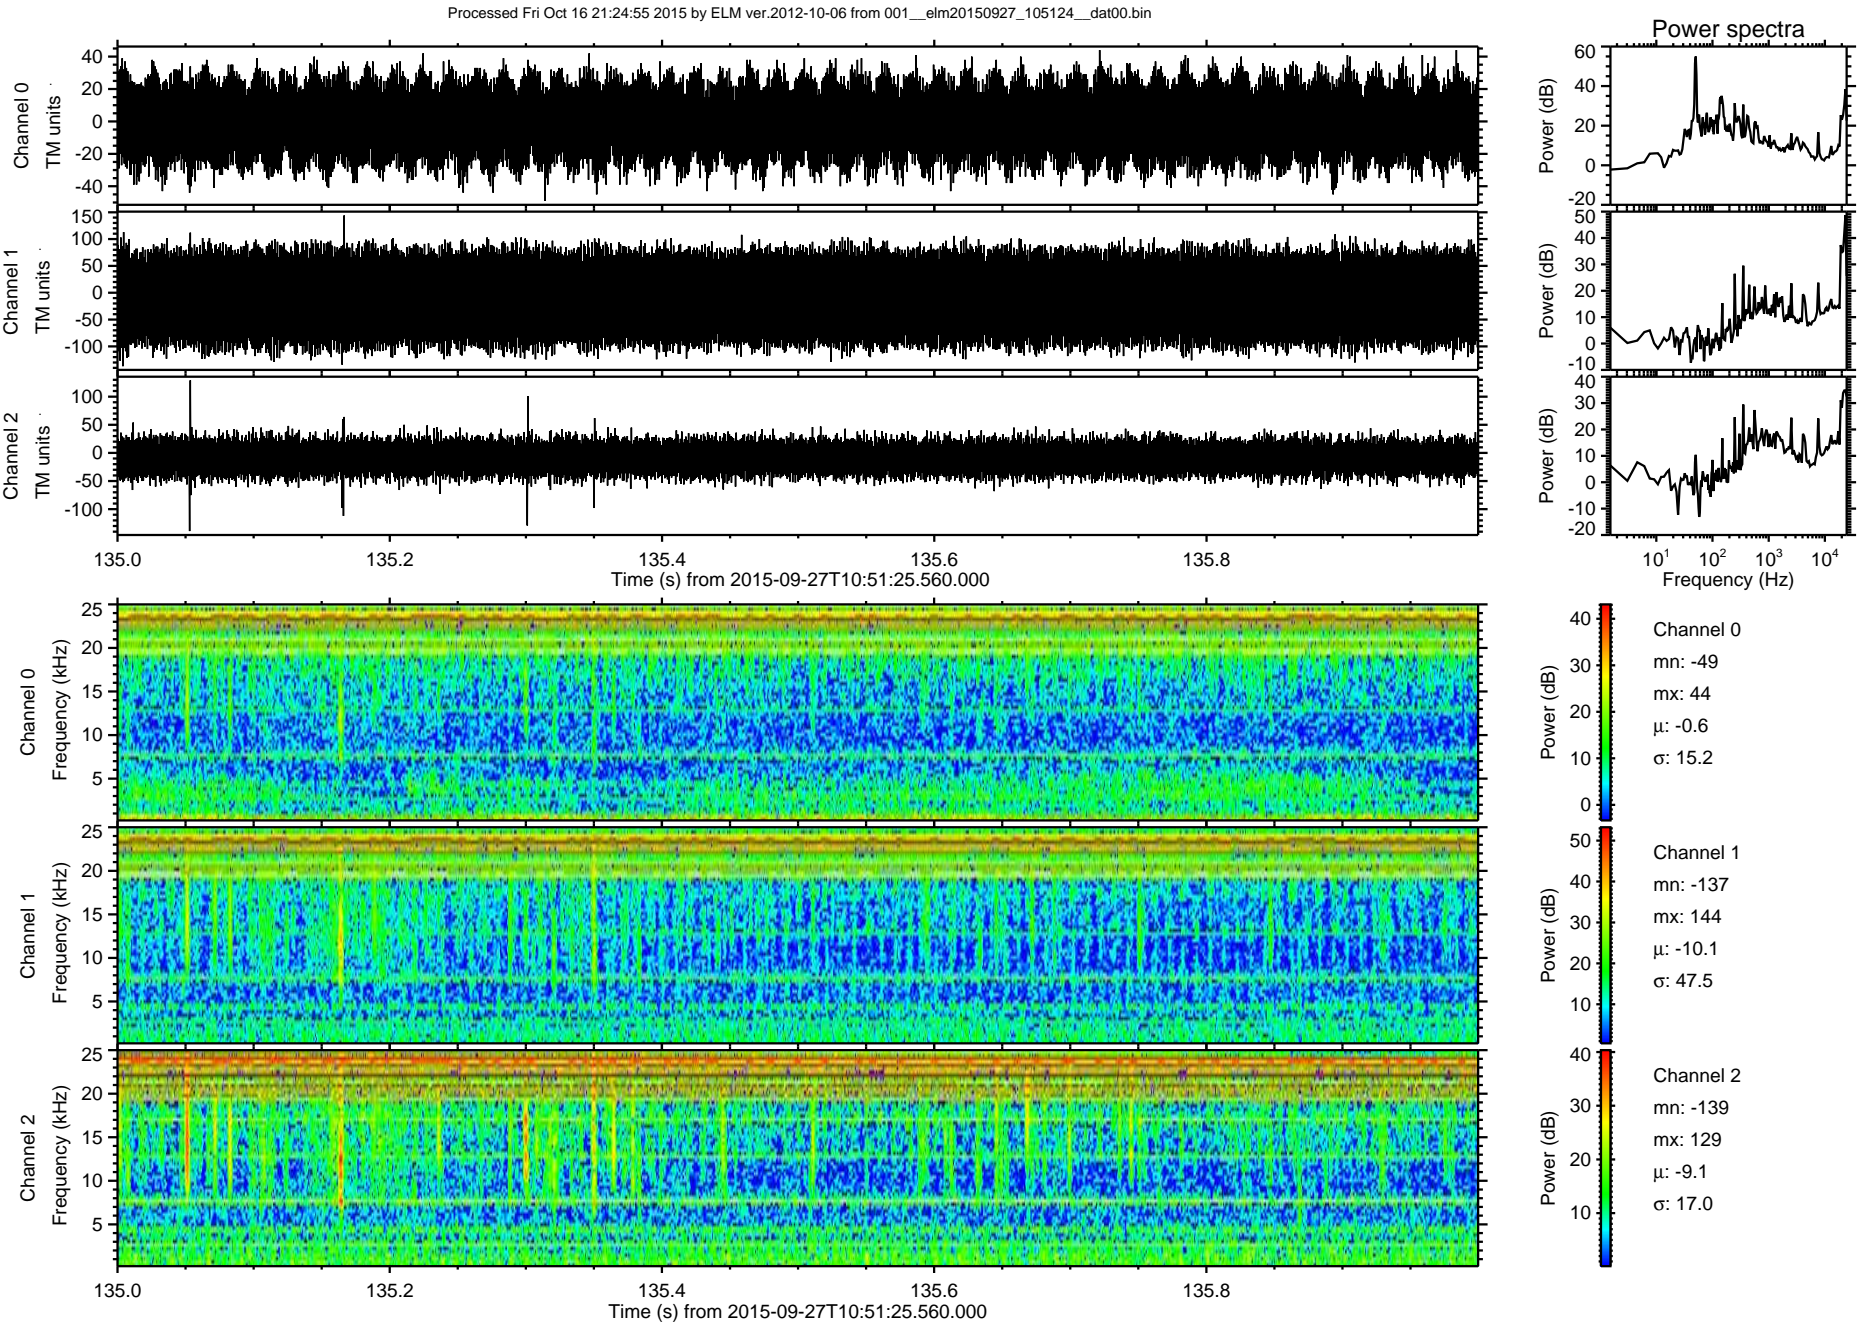 Processed Fri Oct 16 21:24:55 2015 by ELM ver.2012-10-06 from 001__elm20150927_105124__dat00.bin
Power spectra
Channel 0
TM units
40
20
0
-20
-40
Power (dB)
60
40
20
0
-20
Channel 1
TM units
150
100
50
0
-50
-100
Power (dB)
50
40
30
20
10
0
-10
Channel 2
TM units
100
50
0
-50
-100
Power (dB)
40
30
20
10
0
-10
-20
135.0 135.2 135.4 135.6 135.8
Time (s) from 2015-09-27T10:51:25.560.000
10¹ 10² 10³ 10⁴
Frequency (Hz)
Channel 0
Frequency (kHz)
25
20
15
10
5
Power (dB)
40
30
20
10
0
Channel 0
mn: -49
mx: 44
μ: -0.6
σ: 15.2
Channel 1
Frequency (kHz)
25
20
15
10
5
Power (dB)
50
40
30
20
10
Channel 1
mn: -137
mx: 144
μ: -10.1
σ: 47.5
Channel 2
Frequency (kHz)
25
20
15
10
5
Power (dB)
40
30
20
10
Channel 2
mn: -139
mx: 129
μ: -9.1
σ: 17.0
135.0 135.2 135.4 135.6 135.8
Time (s) from 2015-09-27T10:51:25.560.000